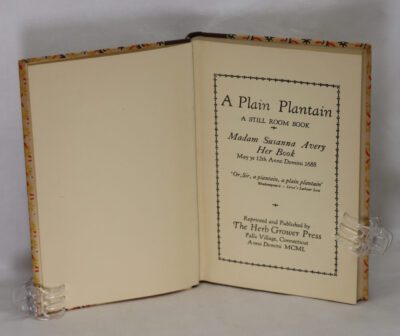 A Plain Plantain
A STILL ROOM BOOK
Madam Susanna Avery
Her Book
May ye 12th Anno Domini 1688
'Or, Sir, a plantain, a plain plantain'
Shakespeare — Love's Labour Lost
Reprinted and Published by
The Herb Grower Press
Falls Village, Connecticut
Anno Domini MCML